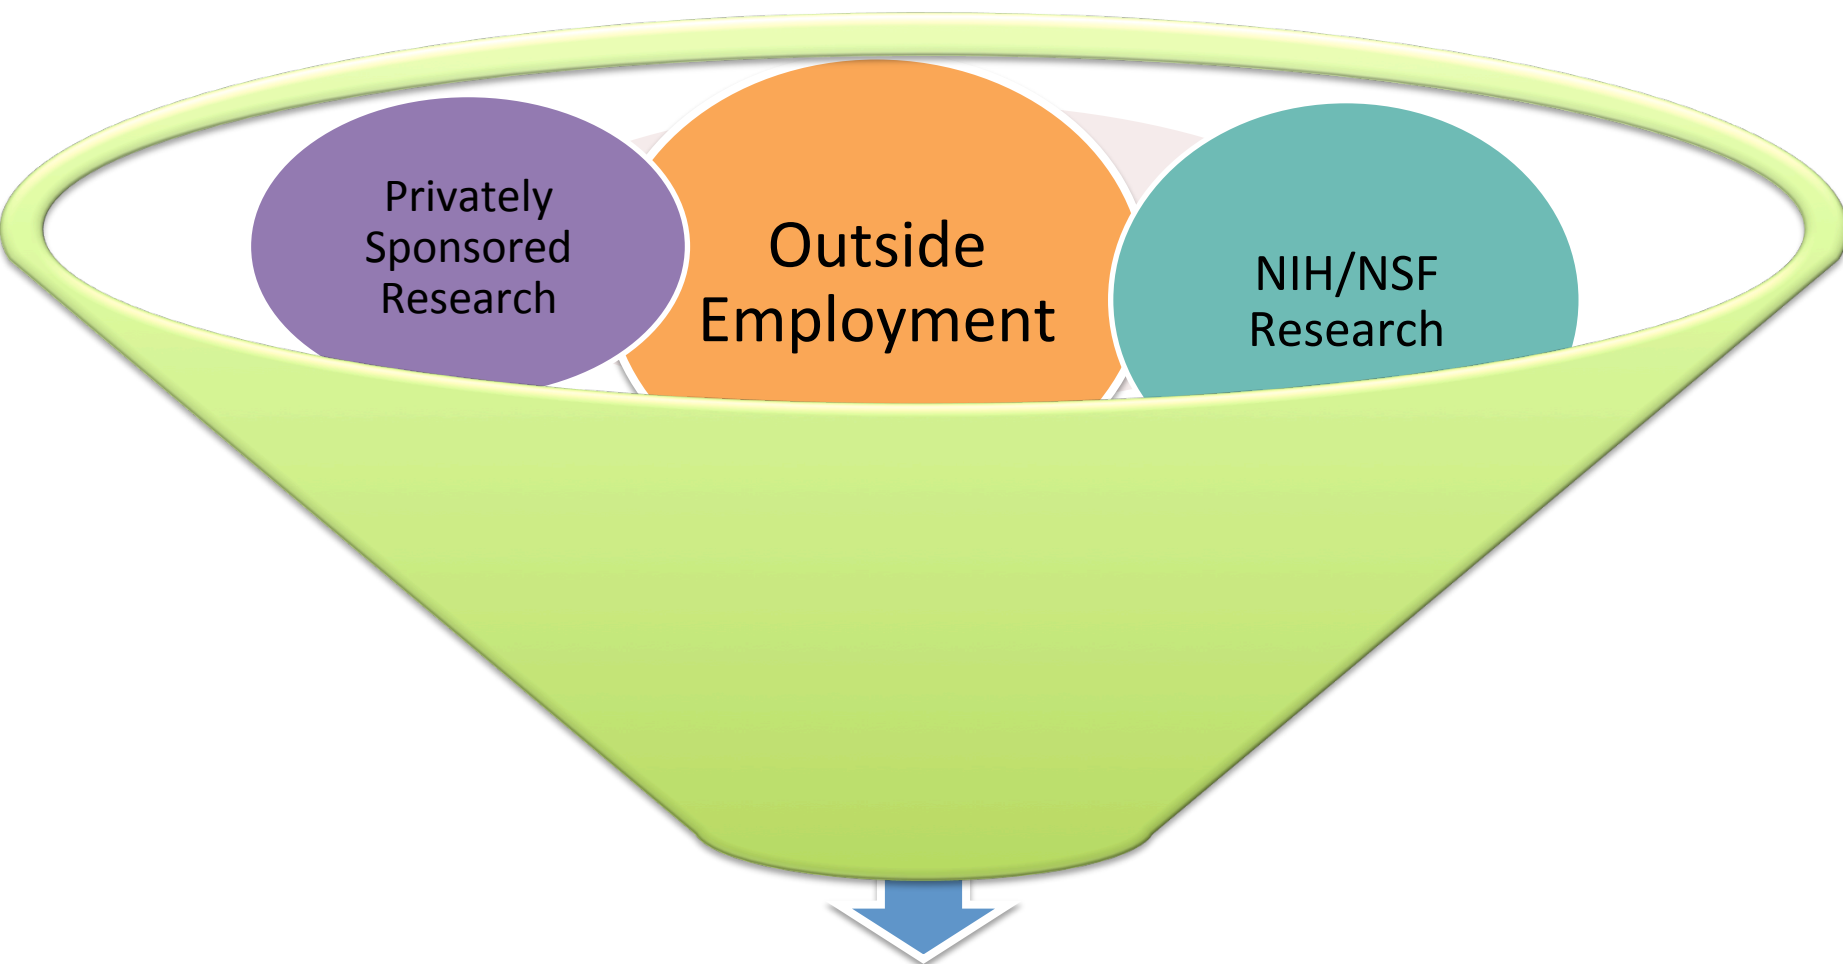 Privately
Sponsored
Research
Outside
Employment
NIH/NSF
Research